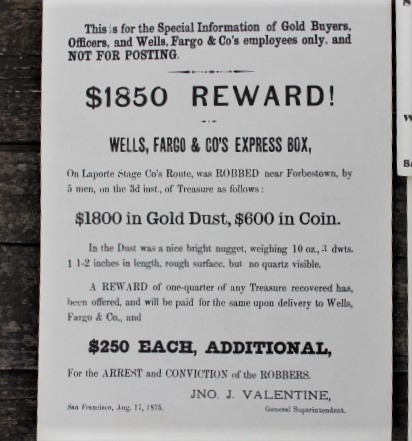 This is for the Special Information of Gold Buyers,
Officers, and Wells, Fargo & Co's employees only, and
NOT FOR POSTING.
$1850 REWARD!
WELLS, FARGO & CO'S EXPRESS BOX,
On Laporte Stage Co's Route, was ROBBED near Forbestown, by
5 men, on the 3d inst., of Treasure as follows:
$1800 in Gold Dust, $600 in Coin.
In the Dust was a nice bright nugget, weighing 10 oz., 3 dwts.
1 1-2 inches in length, rough surface, but no quartz visible.
A REWARD of one-quarter of any Treasure recovered has,
been offered, and will be paid for the same upon delivery to Wells,
Fargo & Co., and
$250 EACH, ADDITIONAL,
For the ARREST and CONVICTION of the ROBBERS.
JNO. J. VALENTINE,
San Francisco, Aug. 17, 1875.
General Superintendent.